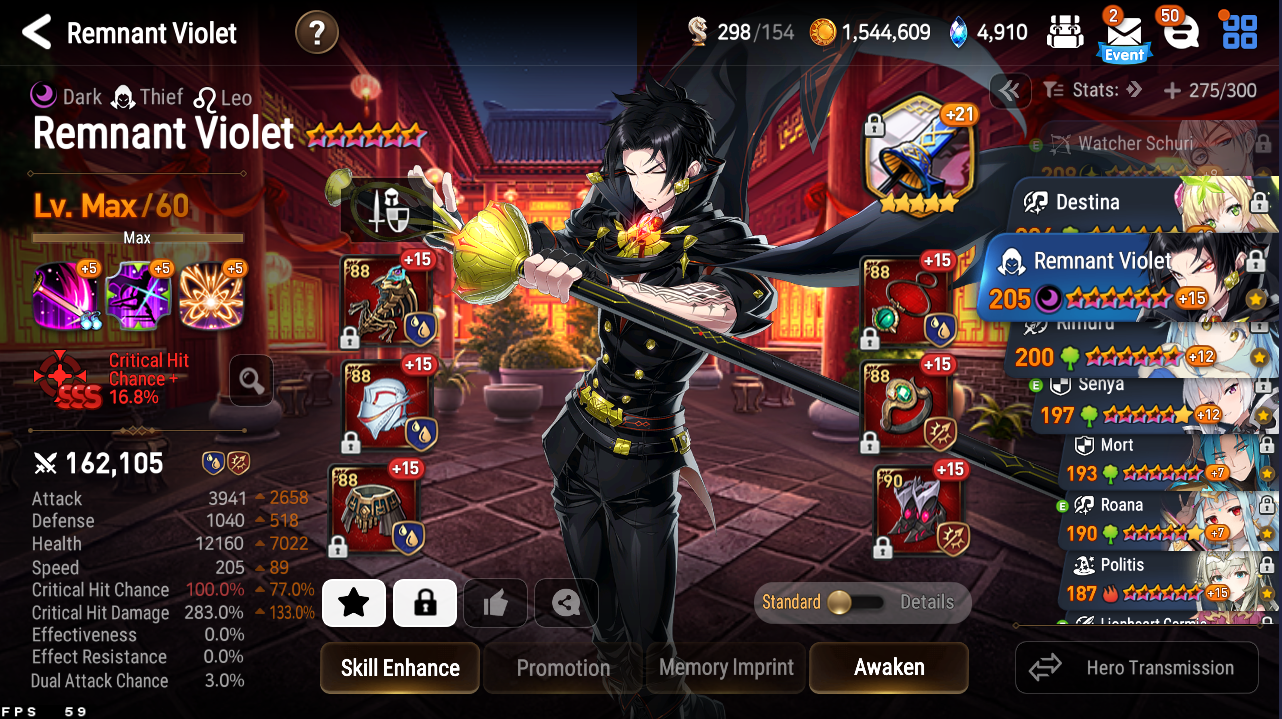 Remnant Violet
?
298/154
1,544,609
4,910
2
Event
50
Dark Thief Leo
Remnant Violet
Stats:
275/300
Lv. Max/60
Max
+5 +5 +5
Critical Hit
Chance +
16.8%
SSS
162,105
Attack 3941 2658
Defense 1040 518
Health 12160 7022
Speed 205 89
Critical Hit Chance 100.0% 77.0%
Critical Hit Damage 283.0% 133.0%
Effectiveness 0.0%
Effect Resistance 0.0%
Dual Attack Chance 3.0%
FPS 59
+21
88 +15
88 +15
88 +15
88 +15
88 +15
90 +15
Standard Details
Skill Enhance
Promotion
Memory Imprint
Awaken
E Watcher Schuri
Destina
Remnant Violet
205 +15
Rimuru
200 +12
E Senya
197 +12
Mort
193 +7
E Roana
190 +7
Politis
187 +15
Hero Transmission